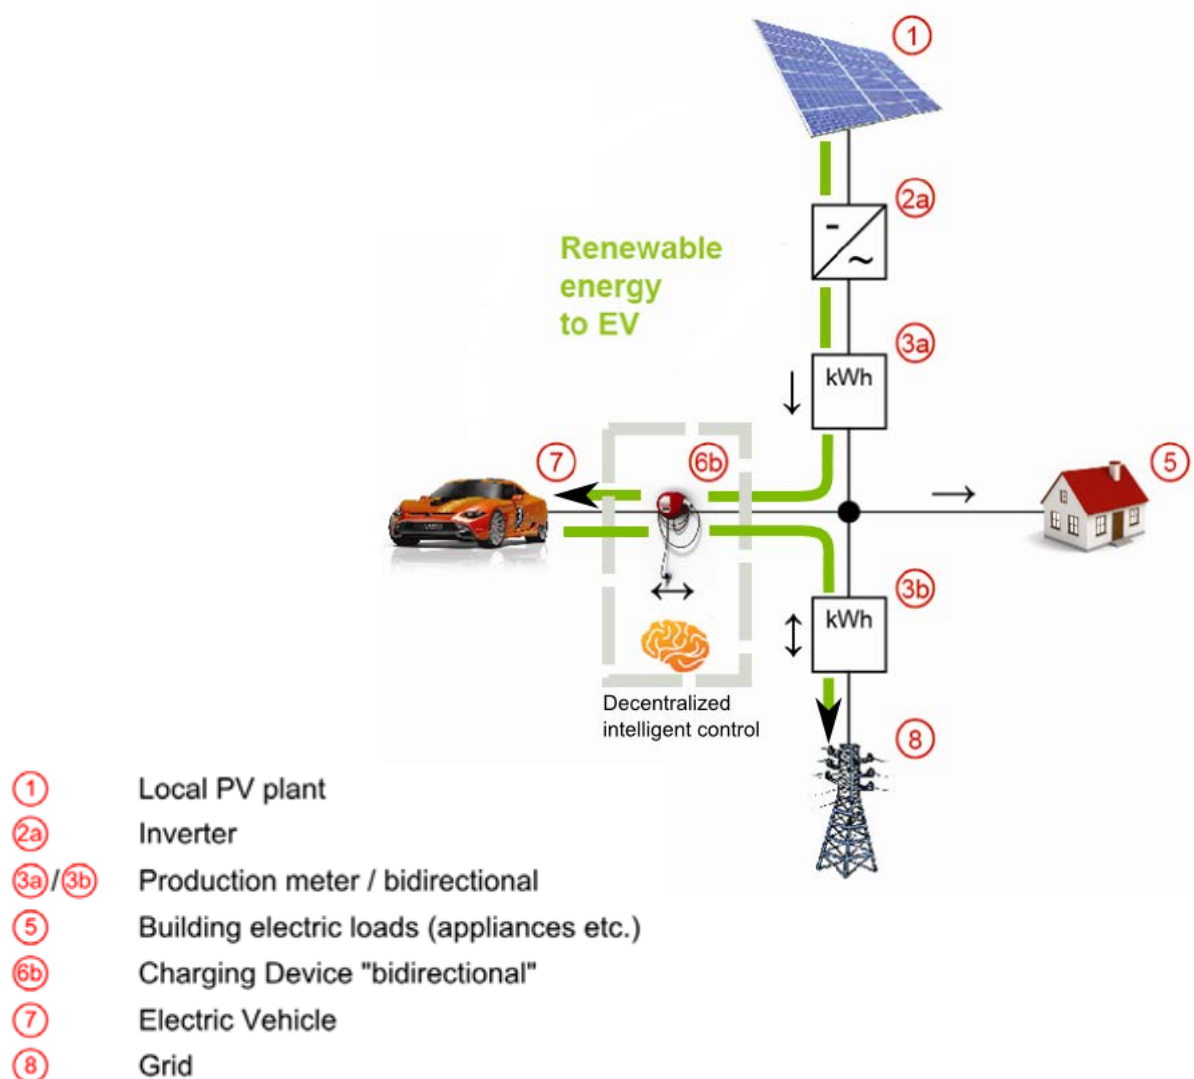 1
2a
-
~
Renewable
energy
to EV
3a
kWh
↓
7
6b
5
→
3b
kWh
↔
↕
Decentralized
intelligent control
8
1 Local PV plant
2a Inverter
3a / 3b Production meter / bidirectional
5 Building electric loads (appliances etc.)
6b Charging Device "bidirectional"
7 Electric Vehicle
8 Grid